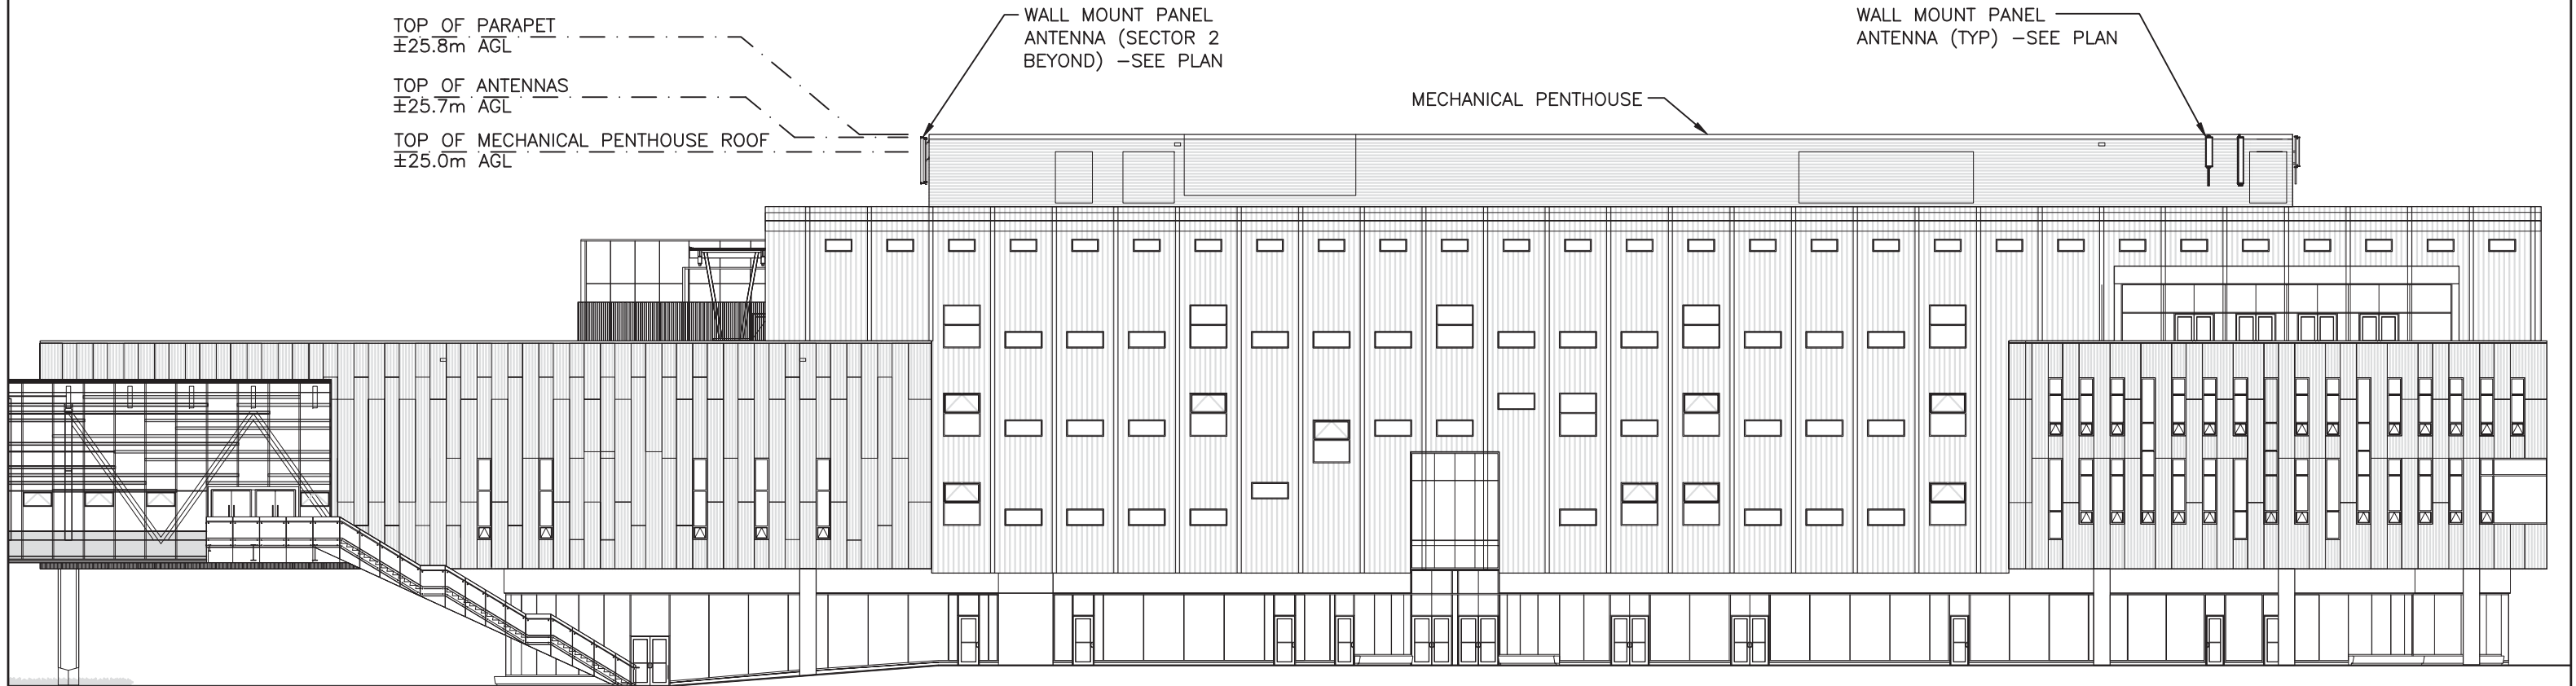 TOP OF PARAPET
±25.8m AGL
TOP OF ANTENNAS
±25.7m AGL
TOP OF MECHANICAL PENTHOUSE ROOF
±25.0m AGL
WALL MOUNT PANEL
ANTENNA (SECTOR 2
BEYOND) -SEE PLAN
MECHANICAL PENTHOUSE
WALL MOUNT PANEL
ANTENNA (TYP) -SEE PLAN